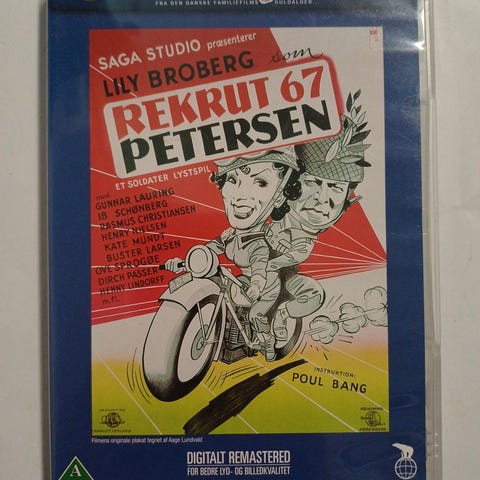 FRA DEN DANSKE FAMILIEFILMS GULDALDER
SAGA STUDIO præsenterer
LILY BROBERG som
REKRUT 67
PETERSEN
ET SOLDATER LYSTSPIL
med
GUNNAR LAURING
IB SCHØNBERG
RASMUS CHRISTIANSEN
HENRY NIELSEN
KATE MUNDT
BUSTER LARSEN
OVE SPROGØE
DIRCH PASSER
HENNY LINDORFF
m.fl.
INSTRUKTION:
POUL BANG
Filmens originale plakat tegnet af Aage Lundvald
A
DIGITALT REMASTERED
FOR BEDRE LYD- OG BILLEDKVALITET